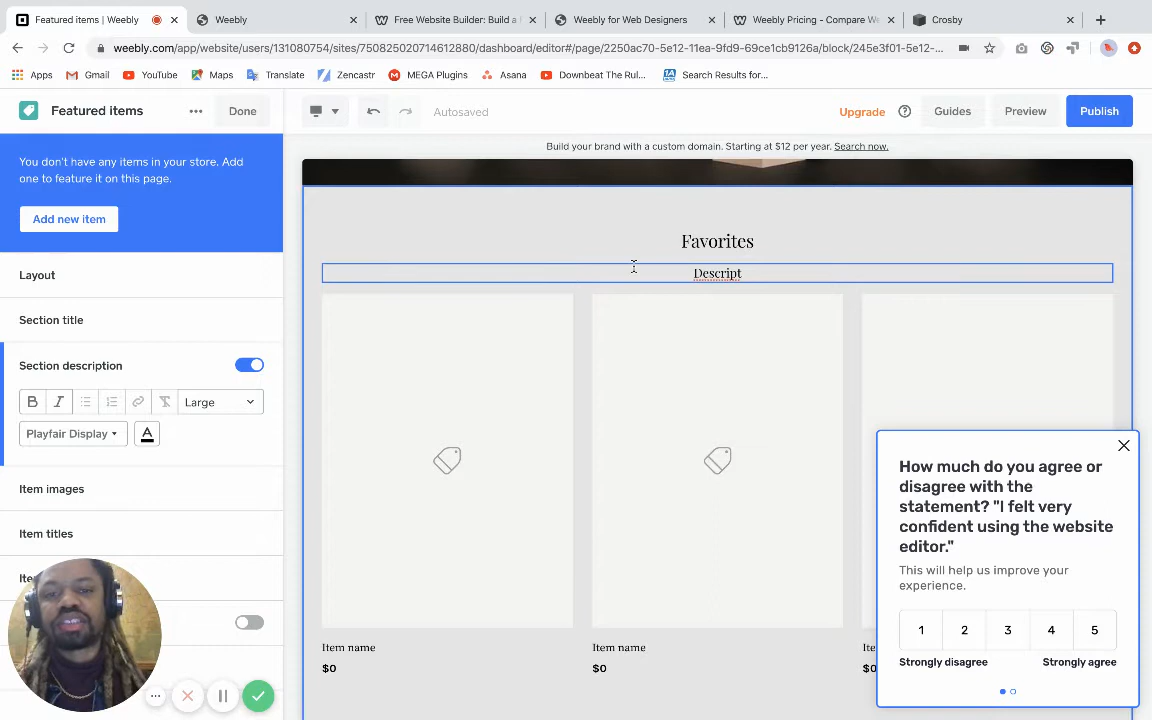 Featured items | Weebly
Weebly
Free Website Builder: Build a f
Weebly for Web Designers
Weebly Pricing - Compare We
Crosby
weebly.com/app/website/users/131080754/sites/750825020714612880/dashboard/editor#/page/2250ac70-5e12-11ea-9fd9-69ce1cb9126a/block/245e3f01-5e12-5...
Apps
Gmail
YouTube
Maps
Translate
Zencastr
MEGA Plugins
Asana
Downbeat The Rul...
Search Results for...
Featured items
Done
Autosaved
Upgrade
Guides
Preview
Publish
Build your brand with a custom domain. Starting at $12 per year. Search now.
You don't have any items in your store. Add
one to feature it on this page.
Add new item
Layout
Section title
Section description
B I
Large
Playfair Display
A
Item images
Item titles
Favorites
Descript
Item name
$0
Item name
$0
$0
How much do you agree or
disagree with the
statement? "I felt very
confident using the website
editor."
This will help us improve your
experience.
1 2 3 4 5
Strongly disagree
Strongly agree